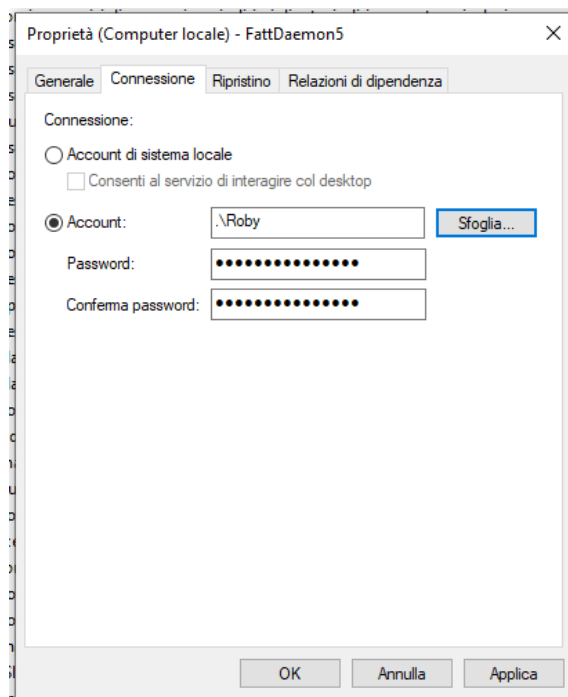 Proprietà (Computer locale) - FattDaemon5
Generale Connessione Ripristino Relazioni di dipendenza
Connessione:
Account di sistema locale
Consenti al servizio di interagire col desktop
Account: .\Roby Sfoglia...
Password: ●●●●●●●●●●●●●●●
Conferma password: ●●●●●●●●●●●●●●●
OK Annulla Applica